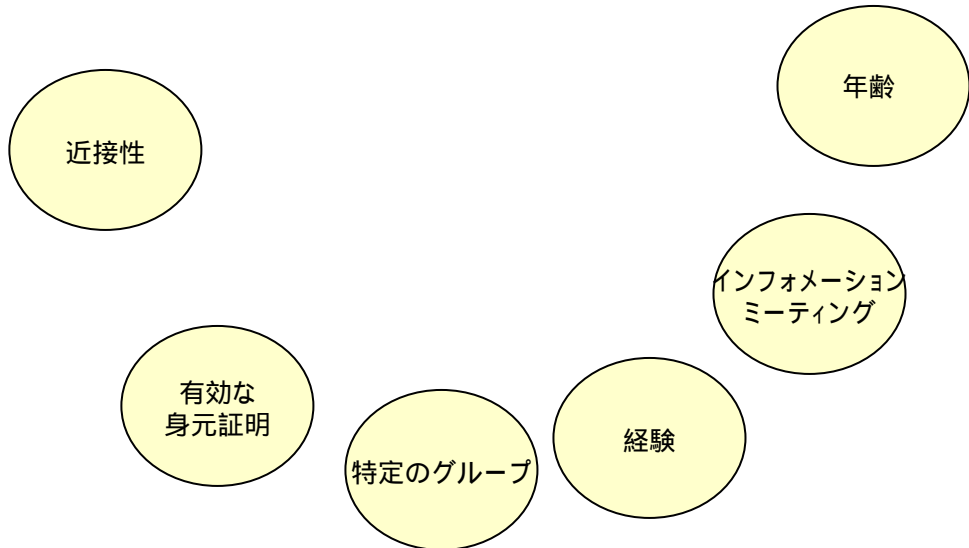 年齢
近接性
インフォメーション
ミーティング
有効な
身元証明
経験
特定のグループ